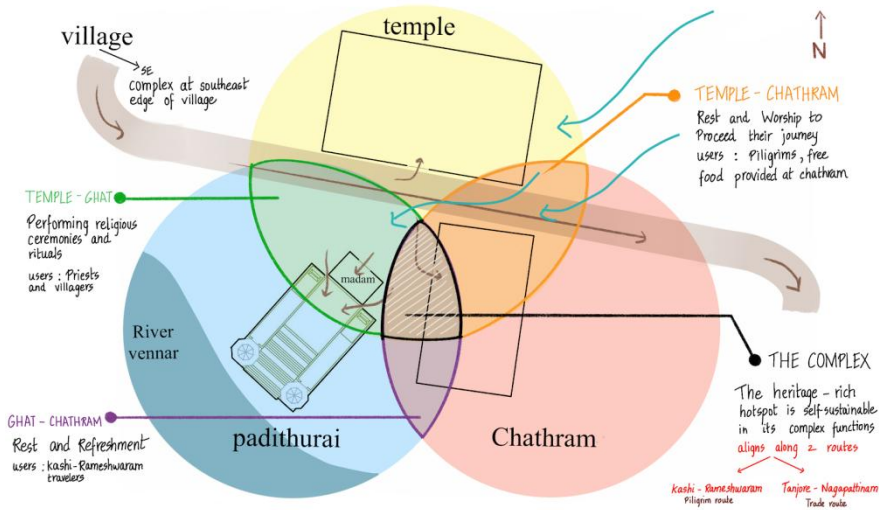 village
SE
Complex at southeast
edge of village
temple
N
TEMPLE - CHATHRAM
Rest and Worship to
Proceed their journey
users : Piligrims, free
food provided at chathram
TEMPLE - GHAT
Performing religious
ceremonies and
rituals
users : Priests
and villagers
madam
River
vennar
GHAT - CHATHRAM
Rest and Refreshment
users : kashi-Rameshwaram
travelers
padithurai
Chathram
THE COMPLEX
The heritage - rich
hotspot is self-sustainable
in its complex functions
aligns along 2 routes
Kashi - Rameshwaram
Piligrim route
Tanjore - Nagapattinam
Trade route